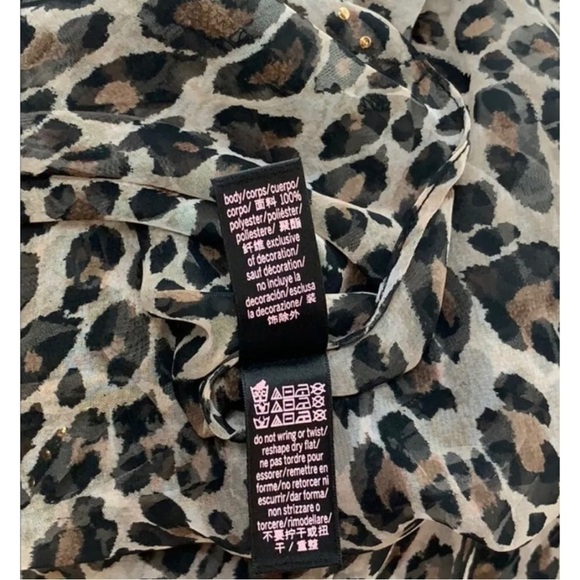 body/corps/cuerpo/
corpo/ 面料 100%
polyester/poliéster/
poliestere/ 聚酯
纤维 exclusive
of decoration/
sauf décoration/
no incluye la
decoración/esclusa
la decorazione/ 装
饰除外
do not wring or twist/
reshape dry flat/
ne pas tordre pour
essorer/remettre en
forme/no retorcer ni
escurrir/dar forma/
non strizzare o
torcere/rimodellare/
不要拧干或扭
干 / 重整